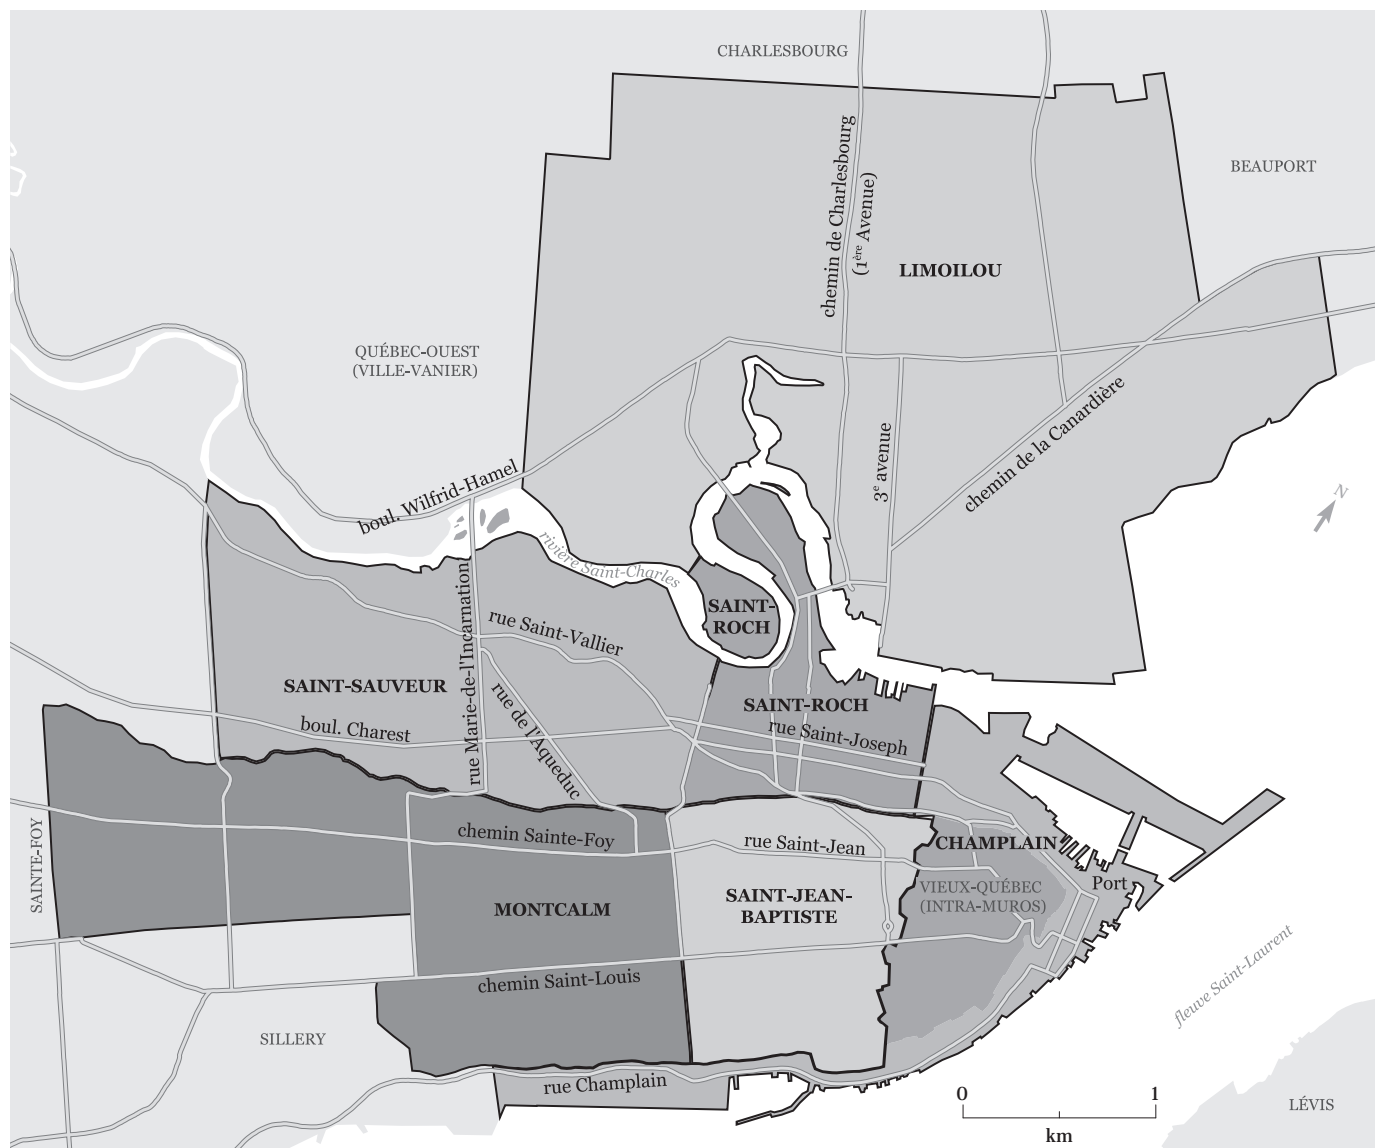 CHARLESBOURG
BEAUPORT
chemin de Charlesbourg
(1ère Avenue)
LIMOILOU
QUÉBEC-OUEST
(VILLE-VANIER)
chemin de la Canardière
3e avenue
boul. Wilfrid-Hamel
N
rivière Saint-Charles
SAINT-
ROCH
rue Saint-Vallier
rue Marie-de-l'Incarnation
SAINT-SAUVEUR
rue de l'Aqueduc
SAINT-ROCH
boul. Charest
rue Saint-Joseph
SAINTE-FOY
chemin Sainte-Foy
rue Saint-Jean
CHAMPLAIN
VIEUX-QUÉBEC
(INTRA-MUROS)
Port
MONTCALM
SAINT-JEAN-
BAPTISTE
chemin Saint-Louis
fleuve Saint-Laurent
SILLERY
rue Champlain
0 1
km
LÉVIS